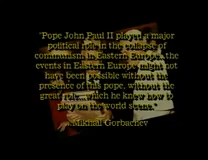 "Pope John Paul II played a major
political role in the collapse of
communism in Eastern Europe... the
events in Eastern Europe might not
have been possible without the
presence of this pope, without the
great role... which he knew how to
play on the world scene."
- Mikhail Gorbachev